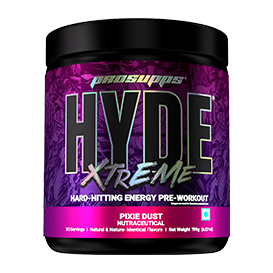 PROSUPPS®
HYDE®
XTREME
HARD-HITTING ENERGY PRE-WORKOUT
PIXIE DUST
NUTRACEUTICAL
30 Servings | Natural & Nature- Identical Flavors | Net Weight 195g